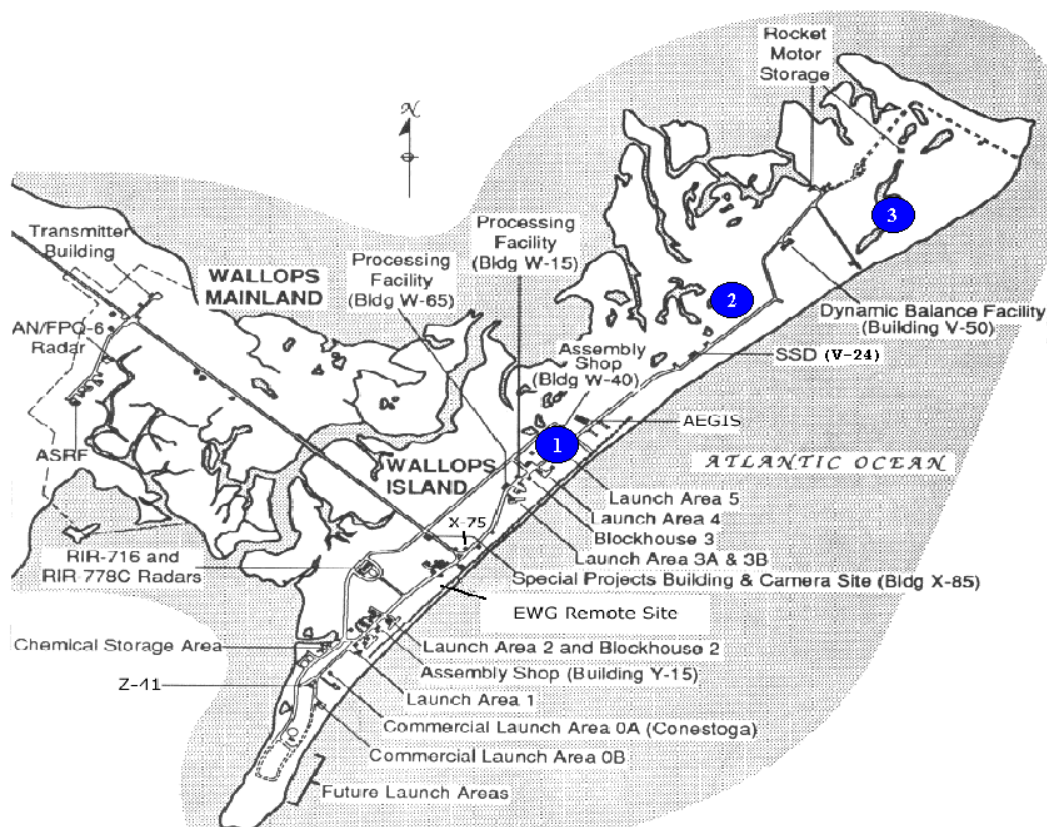 Rocket
Motor
Storage
N
3
Transmitter
Building
WALLOPS
MAINLAND
Processing
Facility
(Bldg W-65)
Processing
Facility
(Bldg W-15)
2
Dynamic Balance Facility
(Building V-50)
AN/FPQ-6
Radar
Assembly
Shop
(Bldg W-40)
SSD (V-24)
AEGIS
1
ASRF
WALLOPS
ISLAND
ATLANTIC OCEAN
Launch Area 5
Launch Area 4
Blockhouse 3
Launch Area 3A & 3B
X-75
RIR-716 and
RIR-778C Radars
Special Projects Building & Camera Site (Bldg X-85)
EWG Remote Site
Chemical Storage Area
Launch Area 2 and Blockhouse 2
Assembly Shop (Building Y-15)
Z-41
Launch Area 1
Commercial Launch Area 0A (Conestoga)
Commercial Launch Area 0B
Future Launch Areas